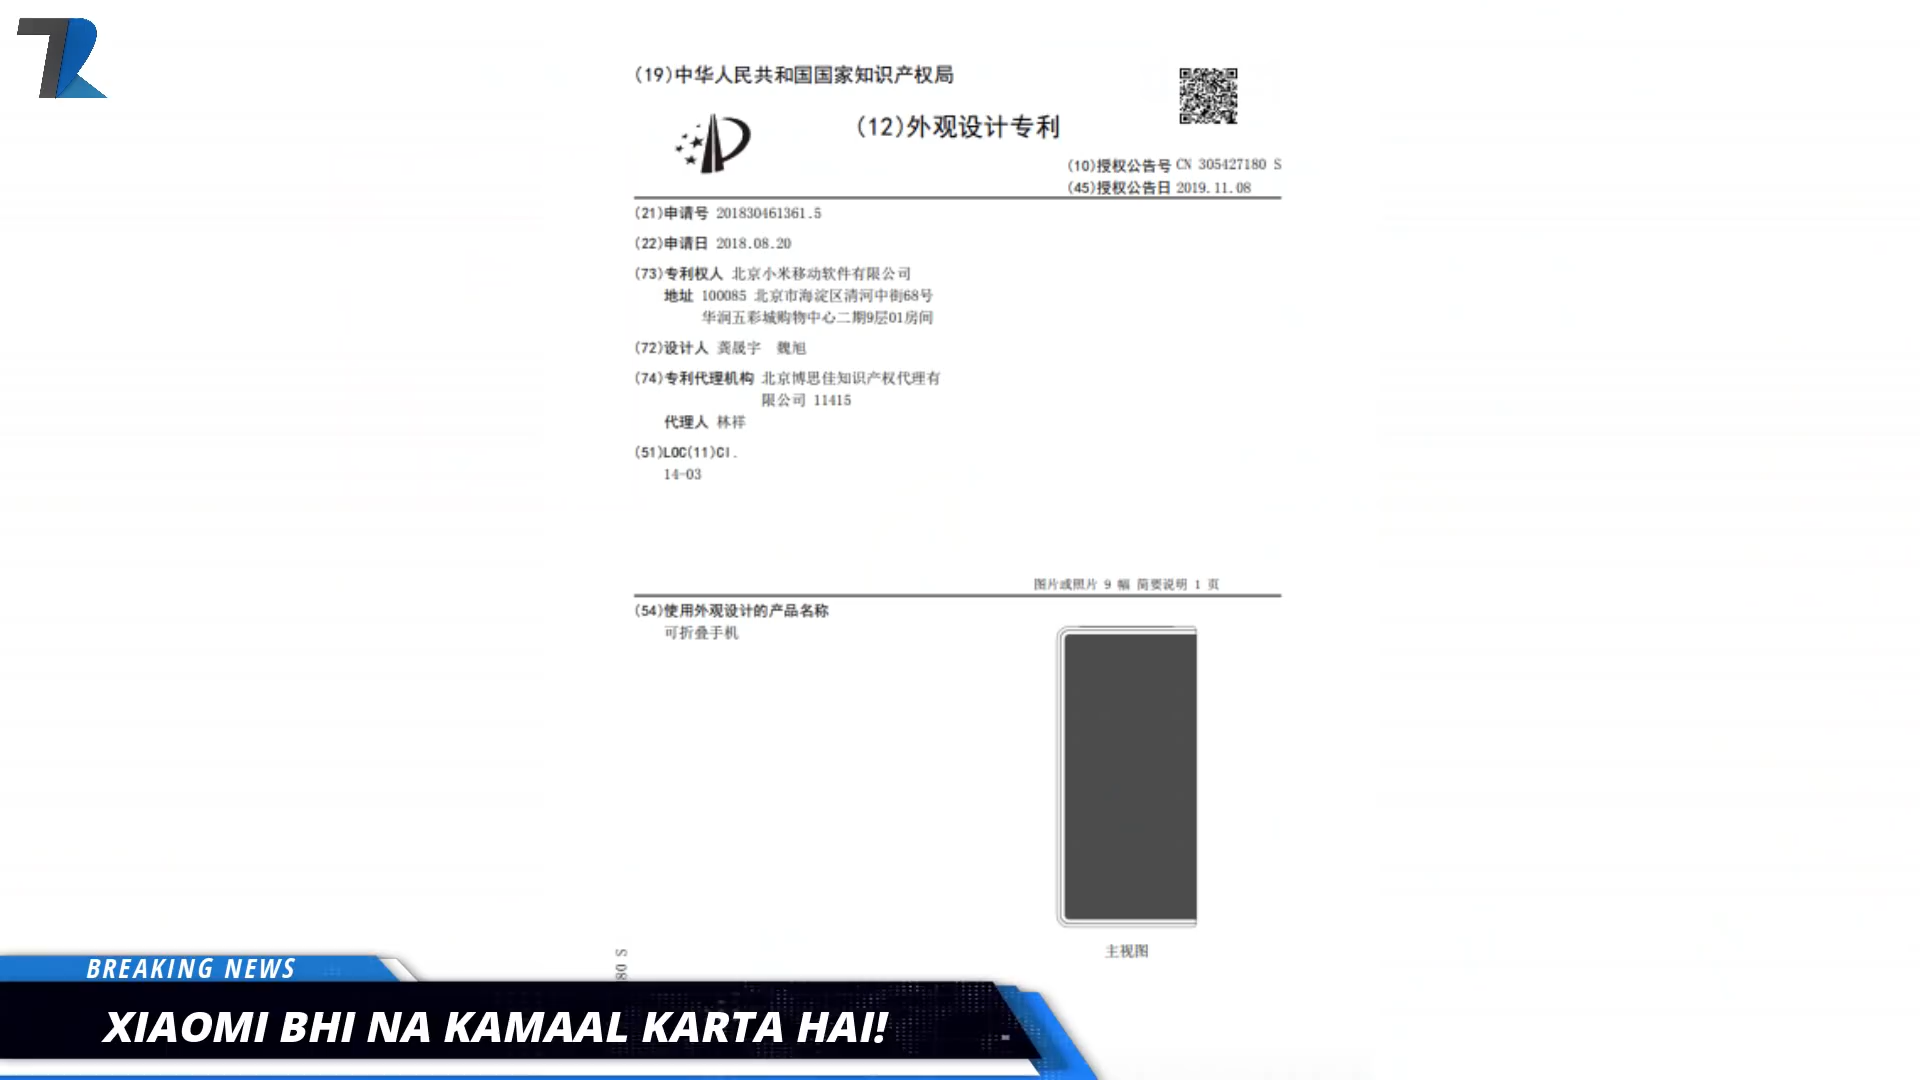 (19)中华人民共和国国家知识产权局
(12)外观设计专利
(10)授权公告号 CN 305427180 S
(45)授权公告日 2019.11.08
(21)申请号 201830461361.5
(22)申请日 2018.08.20
(73)专利权人 北京小米移动软件有限公司
地址 100085 北京市海淀区清河中街68号
华润五彩城购物中心二期9层01房间
(72)设计人 龚晟宇 魏旭
(74)专利代理机构 北京博思佳知识产权代理有
限公司 11415
代理人 林祥
(51)LOC(11)Cl.
14-03
图片或照片 9 幅 简要说明 1 页
(54)使用外观设计的产品名称
可折叠手机
主视图
80 S
BREAKING NEWS
XIAOMI BHI NA KAMAAL KARTA HAI!